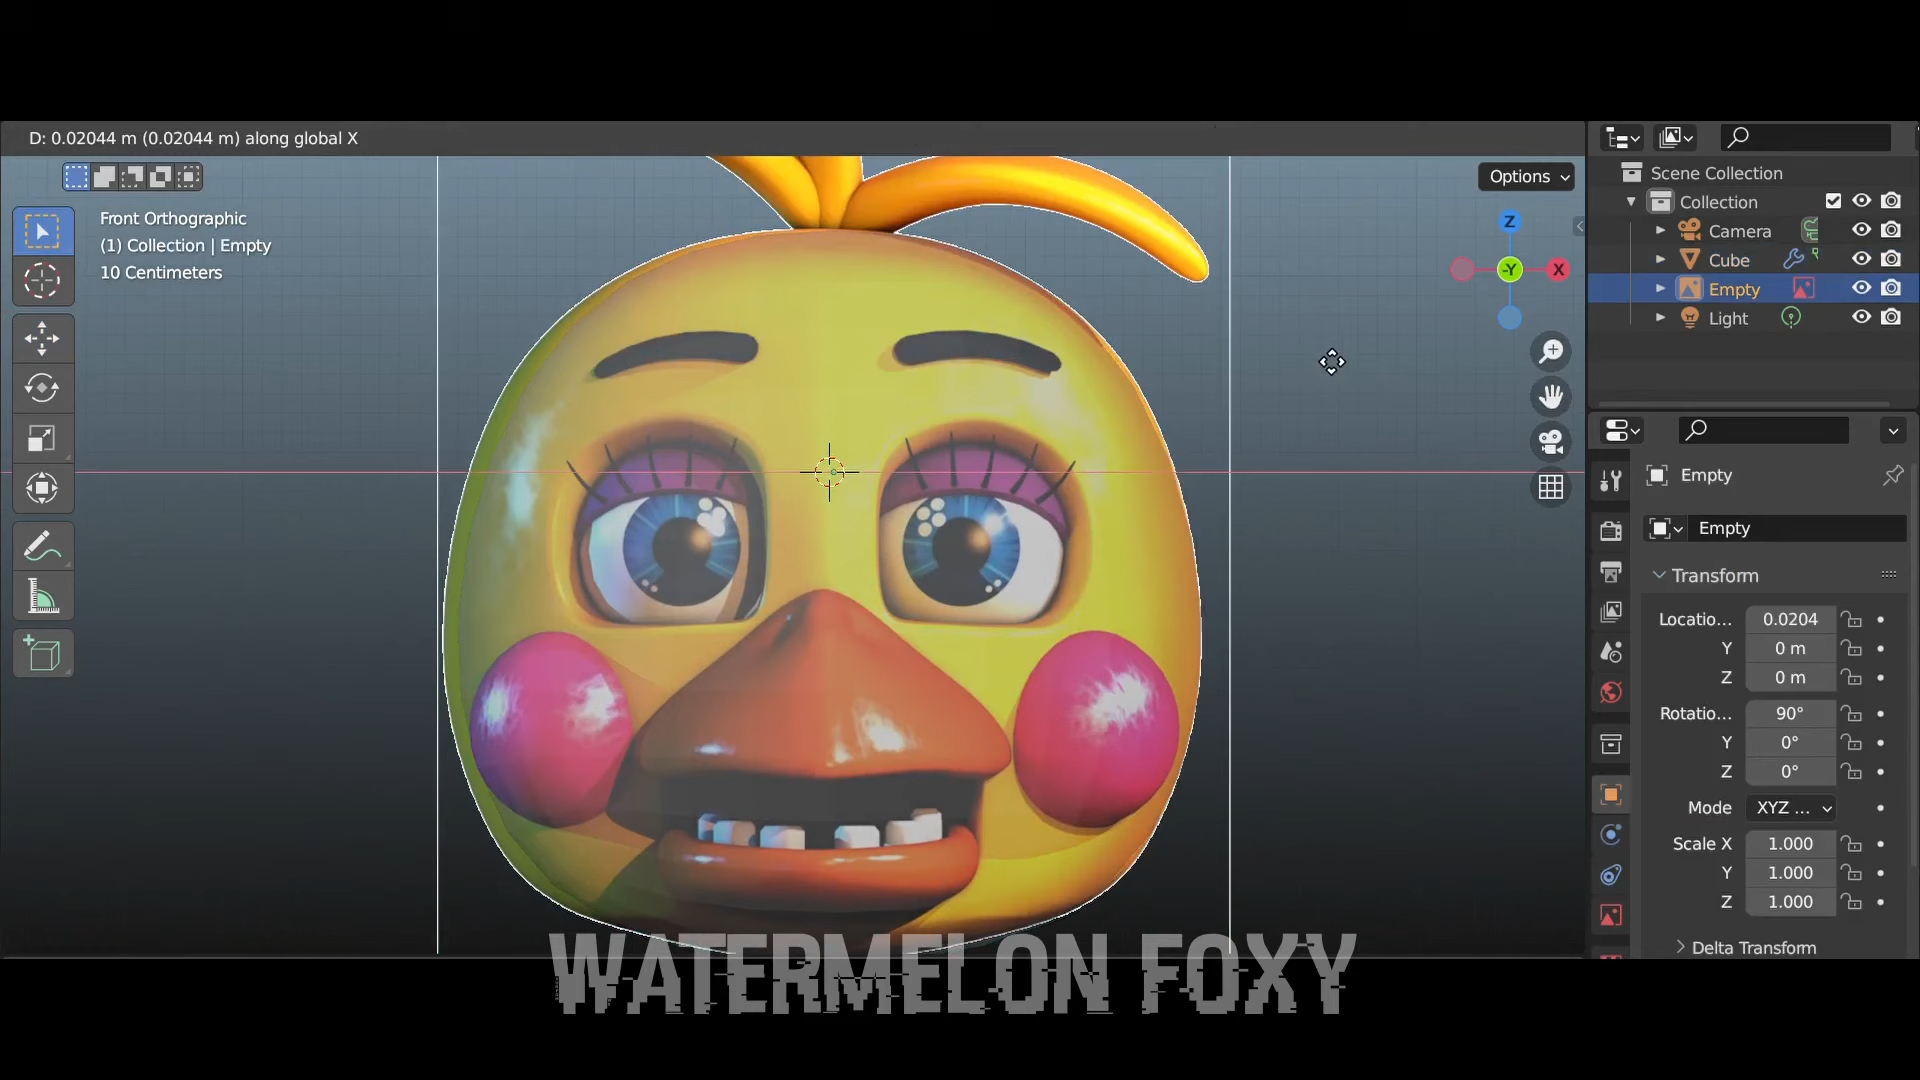 D: 0.02044 m (0.02044 m) along global X
Options
Front Orthographic
(1) Collection | Empty
10 Centimeters
Z
-Y
X
Scene Collection
Collection
Camera
Cube
Empty
Light
Empty
Empty
Transform
Locatio... 0.0204
Y 0 m
Z 0 m
Rotatio... 90°
Y 0°
Z 0°
Mode XYZ ...
Scale X 1.000
Y 1.000
Z 1.000
Delta Transform
WATERMELON FOXY